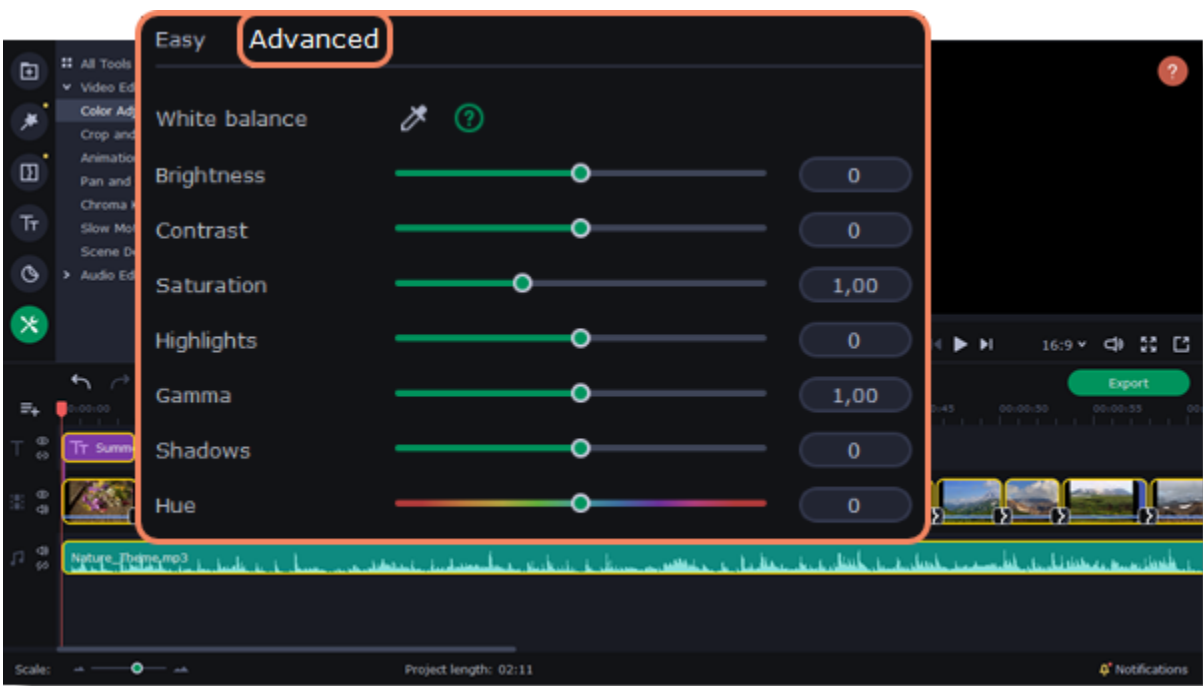 Easy Advanced
White balance ?
Brightness 0
Contrast 0
Saturation 1,00
Highlights 0
Gamma 1,00
Shadows 0
Hue 0
All Tools
Video Ed
Color Adj
Crop and
Animatio
Pan and
Chroma K
Slow Mo
Scene De
Audio Ed
?
16:9
Export
0:00:00
0:45 00:00:50 00:00:55 00
Tт Summ
Nature_Theme.mp3
Scale:
Project length: 02:11
Notifications